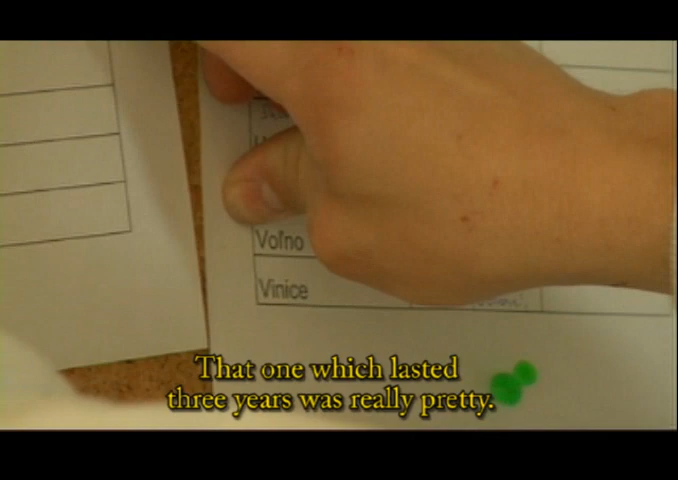 Voľno
Vinice
That one which lasted
three years was really pretty.